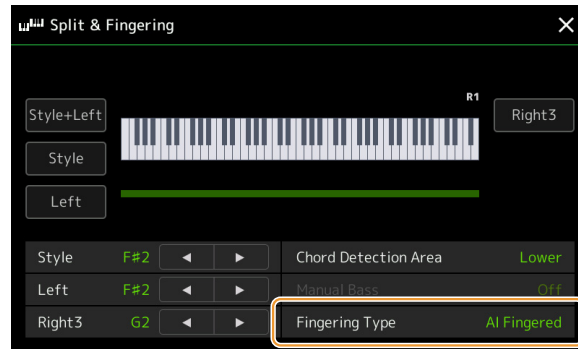 Split & Fingering
R1
Style+Left
Right3
Style
Left
Style F#2 Chord Detection Area Lower
Left F#2 Manual Bass Off
Right3 G2 Fingering Type AI Fingered